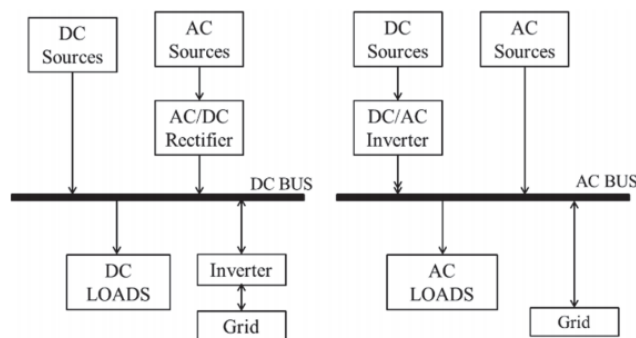 DC
Sources
AC
Sources
AC/DC
Rectifier
DC BUS
DC
LOADS
Inverter
Grid
DC
Sources
AC
Sources
DC/AC
Inverter
AC BUS
AC
LOADS
Grid